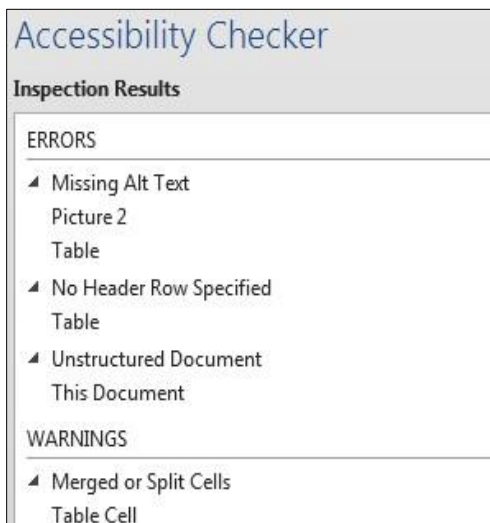 Accessibility Checker
Inspection Results
ERRORS
Missing Alt Text
Picture 2
Table
No Header Row Specified
Table
Unstructured Document
This Document
WARNINGS
Merged or Split Cells
Table Cell